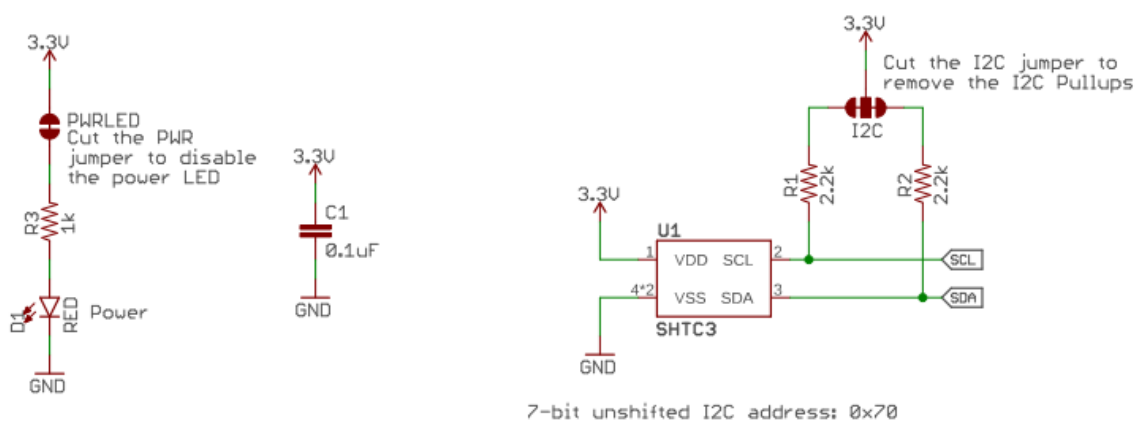 3.3V
PWRLED
Cut the PWR
jumper to disable
the power LED
R3
1k
D1
RED
Power
GND
3.3V
C1
0.1uF
GND
3.3V
Cut the I2C jumper to
remove the I2C Pullups
I2C
R1
2.2k
R2
2.2k
3.3V
U1
1 VDD SCL 2
4*2 VSS SDA 3
SHTC3
SCL
SDA
GND
7-bit unshifted I2C address: 0x70